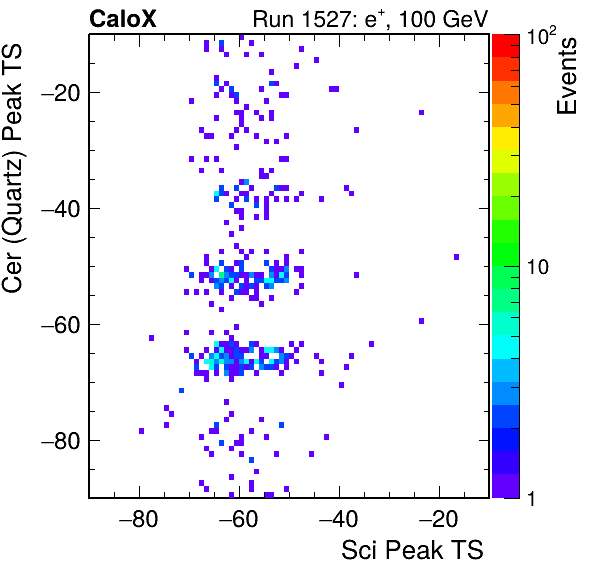 CaloX Run 1527: e⁺, 100 GeV
10²
Events
10
1
Cer (Quartz) Peak TS
−20
−40
−60
−80
−80 −60 −40 −20
Sci Peak TS